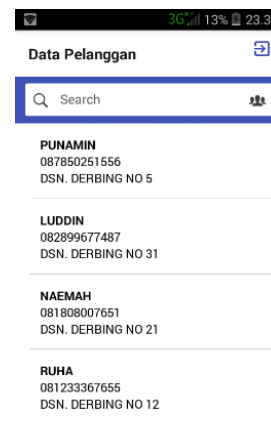 3G 13% 23.3
Data Pelanggan
Search
PUNAMIN
087850251556
DSN. DERBING NO 5
LUDDIN
082899677487
DSN. DERBING NO 31
NAEMAH
081808007651
DSN. DERBING NO 21
RUHA
081233367655
DSN. DERBING NO 12